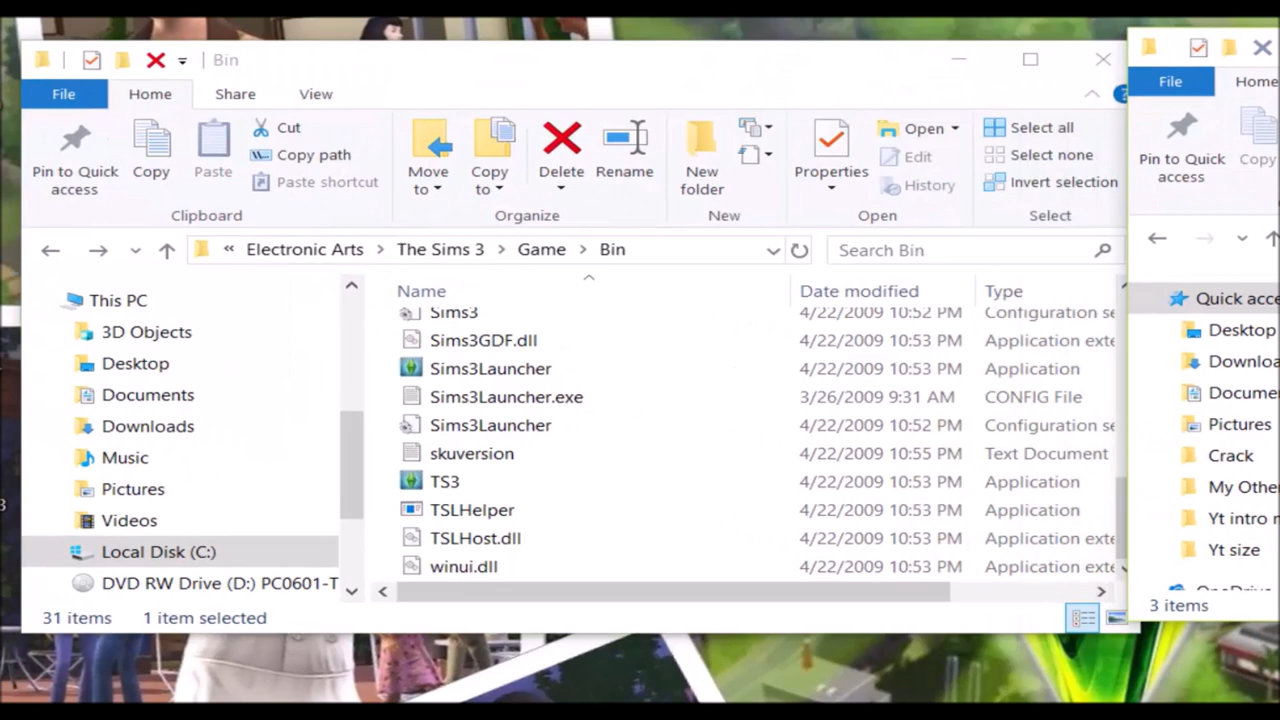 Bin
File Home Share View
Pin to Quick access
Copy
Paste
Cut
Copy path
Paste shortcut
Clipboard
Move to
Copy to
Delete
Rename
Organize
New folder
New
Properties
Open
Edit
History
Open
Select all
Select none
Invert selection
Select
« Electronic Arts > The Sims 3 > Game > Bin
Search Bin
This PC
3D Objects
Desktop
Documents
Downloads
Music
Pictures
Videos
Local Disk (C:)
DVD RW Drive (D:) PC0601-T
Name Date modified Type
Sims3 4/22/2009 10:52 PM Configuration se
Sims3GDF.dll 4/22/2009 10:53 PM Application exte
Sims3Launcher 4/22/2009 10:53 PM Application
Sims3Launcher.exe 3/26/2009 9:31 AM CONFIG File
Sims3Launcher 4/22/2009 10:52 PM Configuration se
skuversion 4/22/2009 10:55 PM Text Document
TS3 4/22/2009 10:53 PM Application
TSLHelper 4/22/2009 10:53 PM Application
TSLHost.dll 4/22/2009 10:53 PM Application exte
winui.dll 4/22/2009 10:53 PM Application exte
31 items 1 item selected
File Home
Pin to Quick access
Copy
Quick acce
Desktop
Downloa
Docume
Pictures
Crack
My Othe
Yt intro
Yt size
3 items